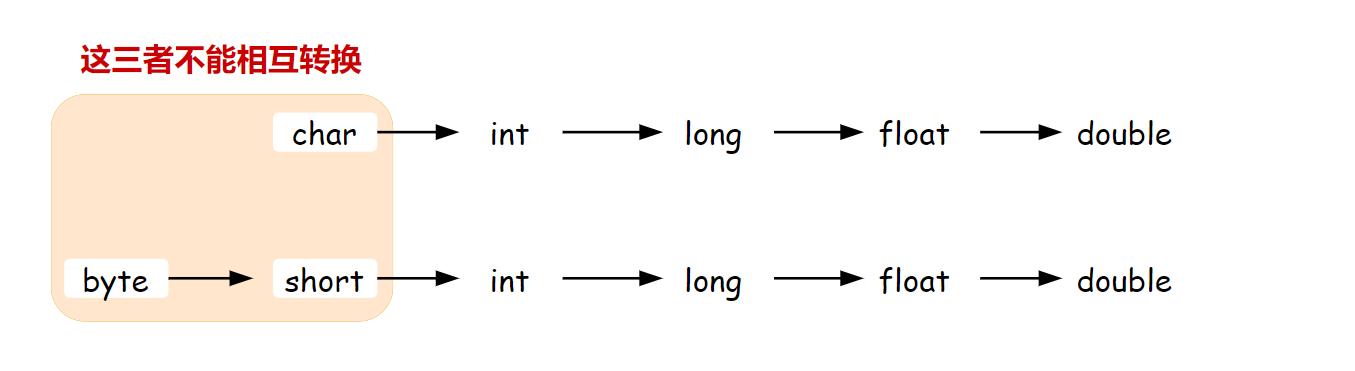 这三者不能相互转换
char int long float double
byte short int long float double